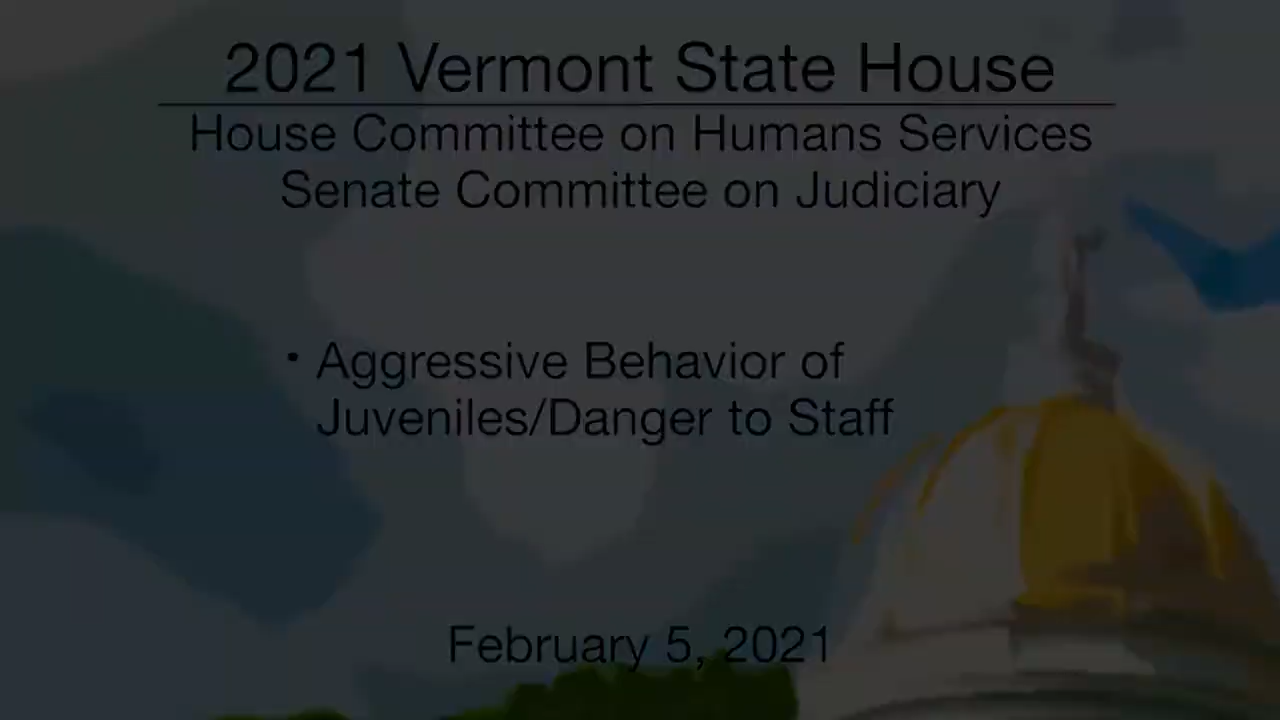 2021 Vermont State House
House Committee on Humans Services
Senate Committee on Judiciary
• Aggressive Behavior of
Juveniles/Danger to Staff
February 5, 2021